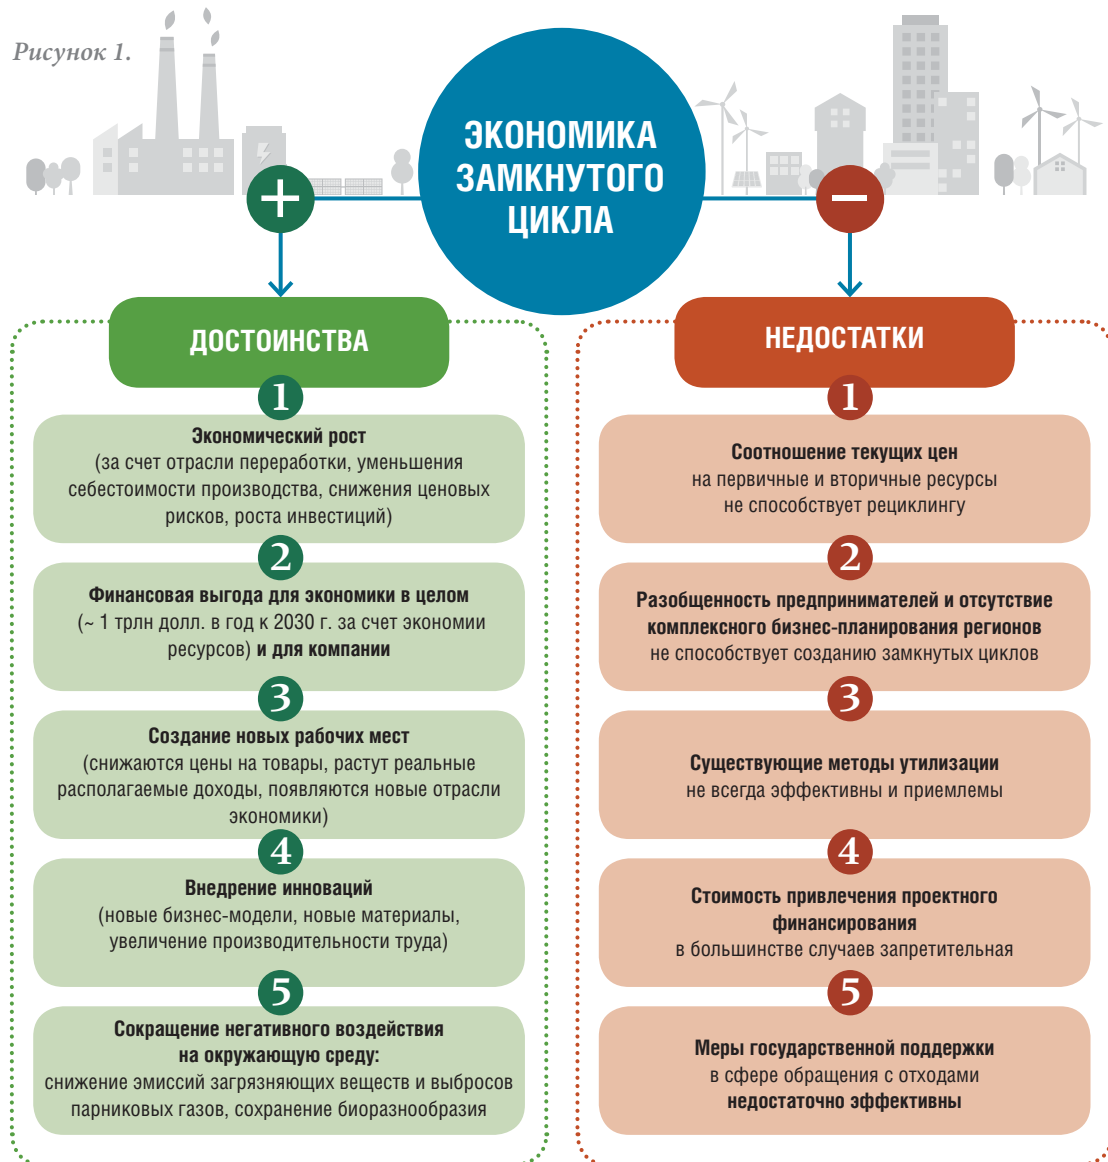 Рисунок 1.
ЭКОНОМИКА
ЗАМКНУТОГО
ЦИКЛА
+
−
ДОСТОИНСТВА
1
Экономический рост
(за счет отрасли переработки, уменьшения
себестоимости производства, снижения ценовых
рисков, роста инвестиций)
2
Финансовая выгода для экономики в целом
(~ 1 трлн долл. в год к 2030 г. за счет экономии
ресурсов) и для компании
3
Создание новых рабочих мест
(снижаются цены на товары, растут реальные
располагаемые доходы, появляются новые отрасли
экономики)
4
Внедрение инноваций
(новые бизнес-модели, новые материалы,
увеличение производительности труда)
5
Сокращение негативного воздействия
на окружающую среду:
снижение эмиссий загрязняющих веществ и выбросов
парниковых газов, сохранение биоразнообразия
НЕДОСТАТКИ
1
Соотношение текущих цен
на первичные и вторичные ресурсы
не способствует рециклингу
2
Разобщенность предпринимателей и отсутствие
комплексного бизнес-планирования регионов
не способствует созданию замкнутых циклов
3
Существующие методы утилизации
не всегда эффективны и приемлемы
4
Стоимость привлечения проектного
финансирования
в большинстве случаев запретительная
5
Меры государственной поддержки
в сфере обращения с отходами
недостаточно эффективны